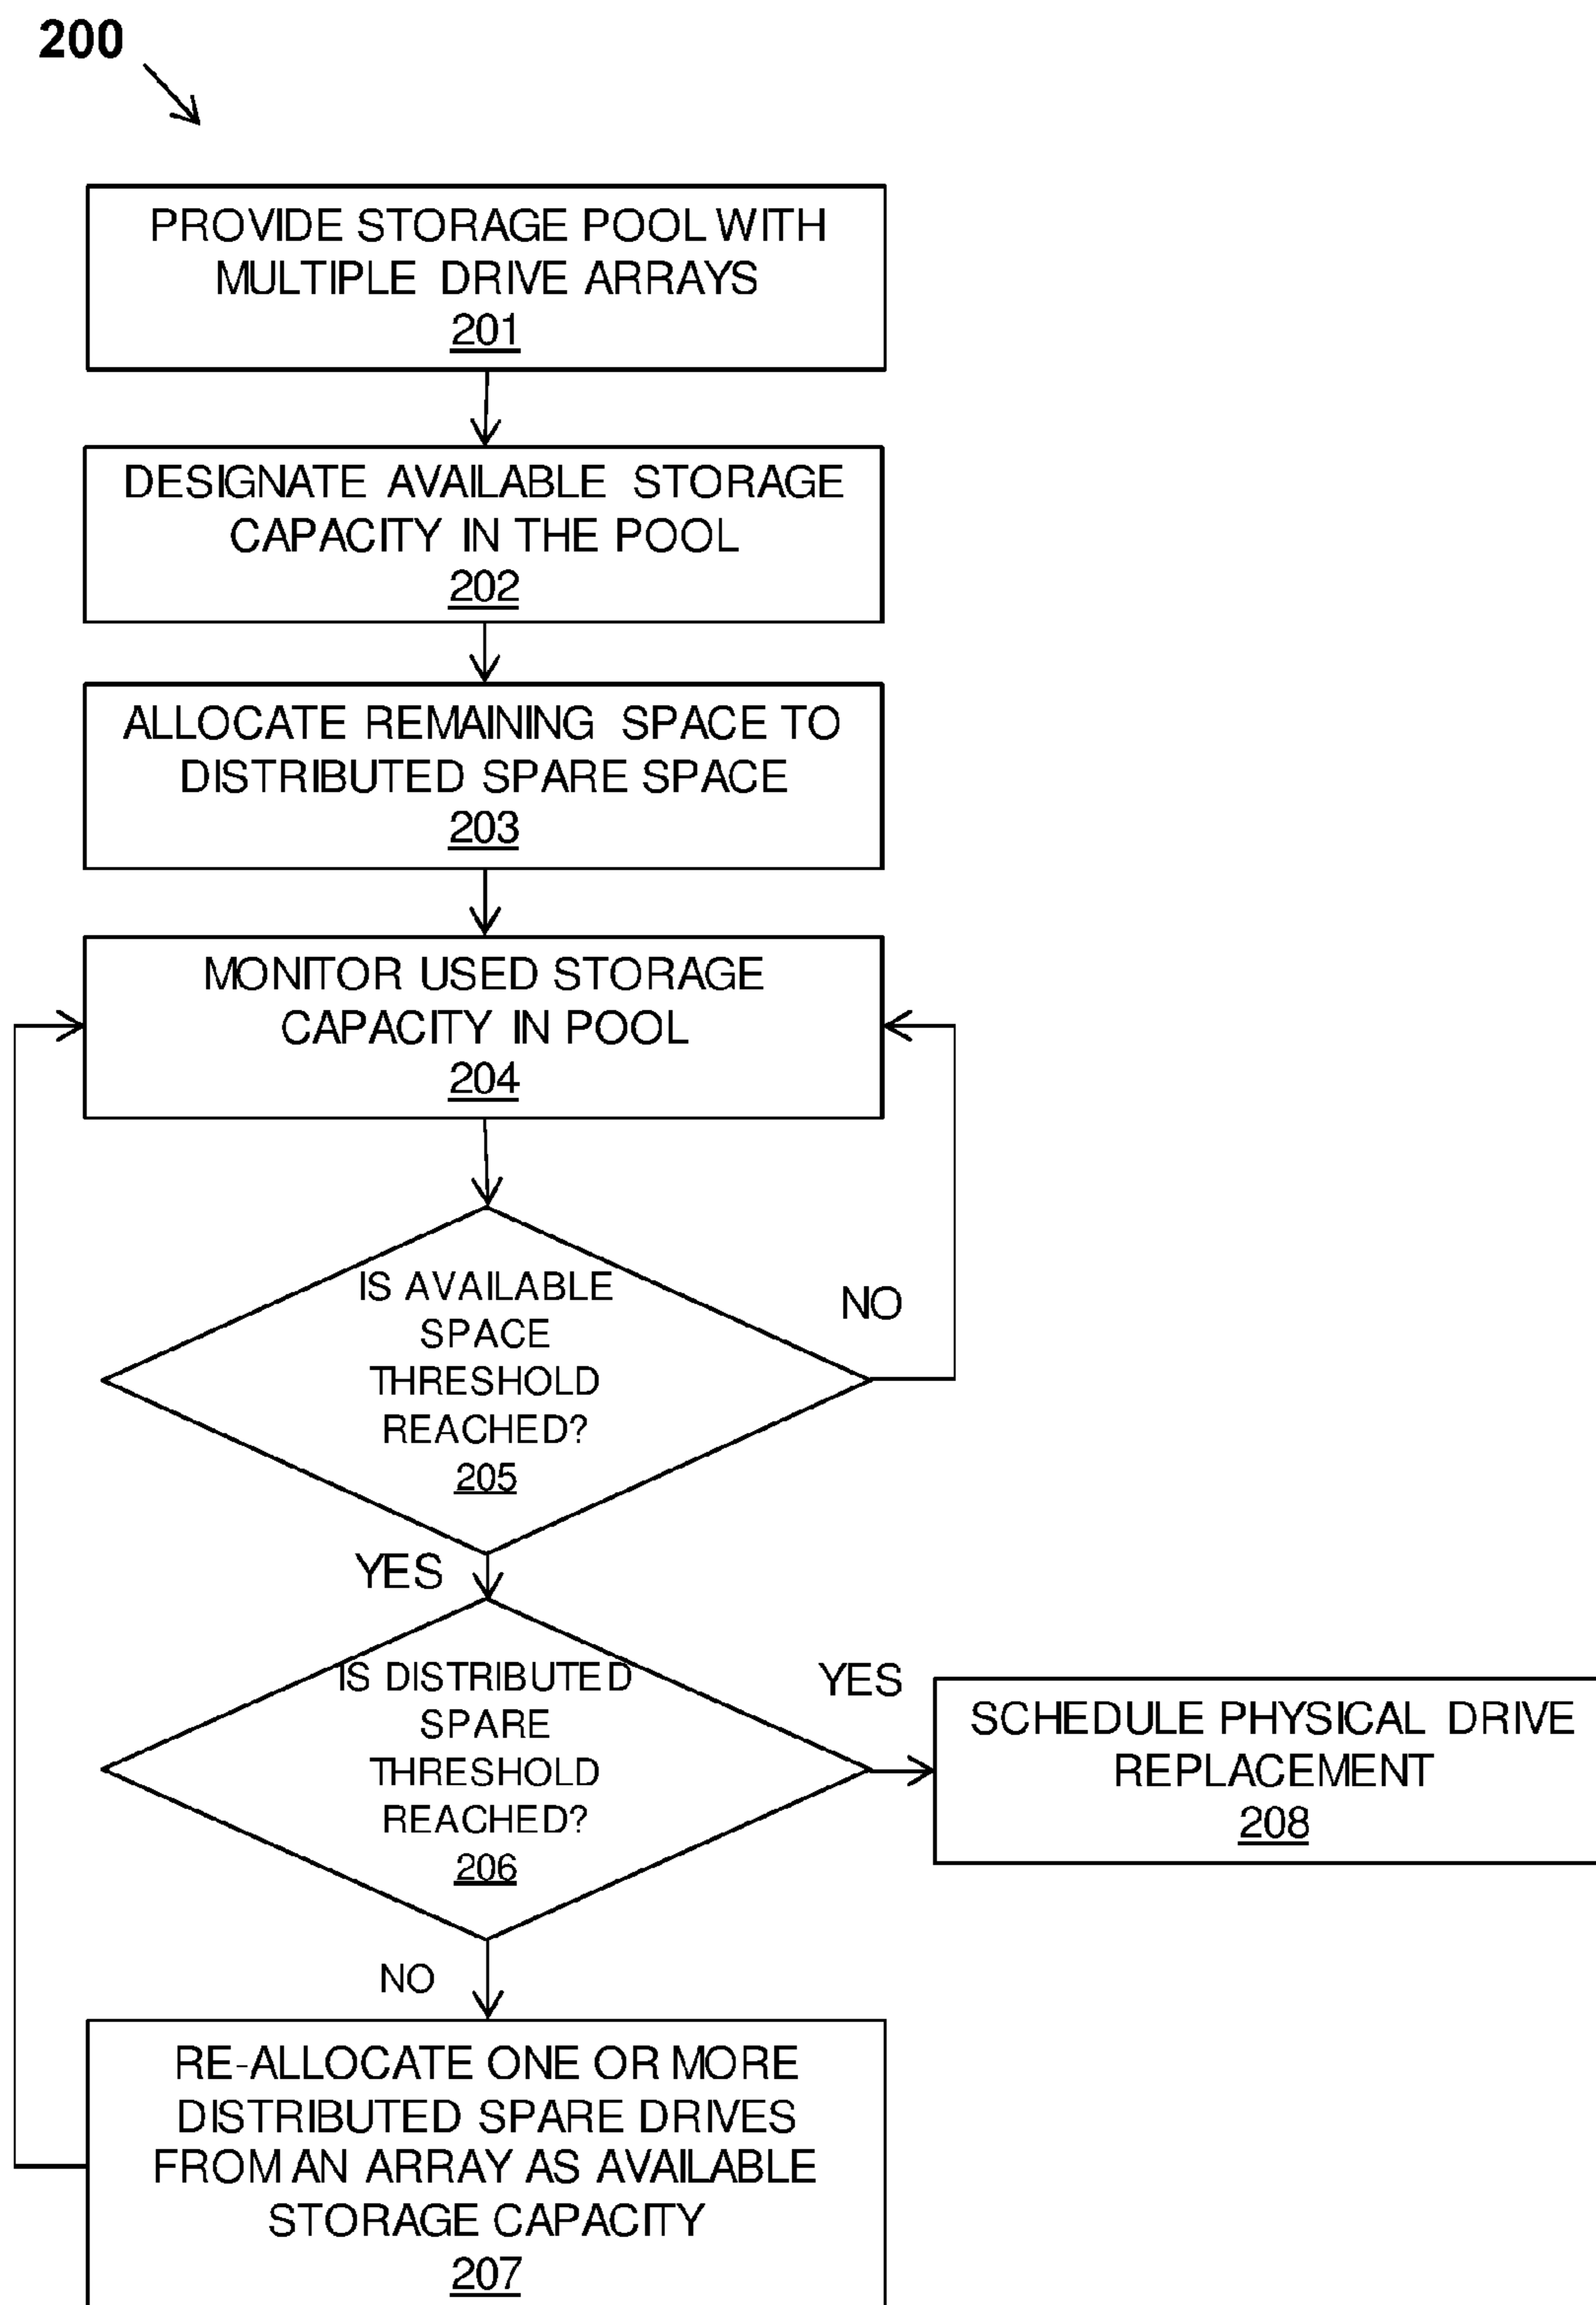 200
PROVIDE STORAGE POOL WITH
MULTIPLE DRIVE ARRAYS
201
DESIGNATE AVAILABLE STORAGE
CAPACITY IN THE POOL
202
ALLOCATE REMAINING SPACE TO
DISTRIBUTED SPARE SPACE
203
MONITOR USED STORAGE
CAPACITY IN POOL
204
IS AVAILABLE
SPACE
THRESHOLD
REACHED?
205
NO
YES
IS DISTRIBUTED
SPARE
THRESHOLD
REACHED?
206
YES
SCHEDULE PHYSICAL DRIVE
REPLACEMENT
208
NO
RE-ALLOCATE ONE OR MORE
DISTRIBUTED SPARE DRIVES
FROM AN ARRAY AS AVAILABLE
STORAGE CAPACITY
207